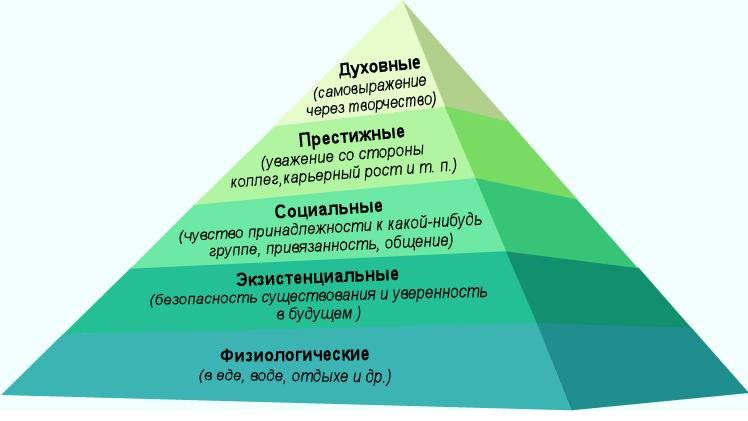 Духовные
(самовыражение
через творчество)
Престижные
(уважение со стороны
коллег,карьерный рост и т. п.)
Социальные
(чувство принадлежности к какой-нибудь
группе, привязанность, общение)
Экзистенциальные
(безопасность существования и уверенность
в будущем )
Физиологические
(в еде, воде, отдыхе и др.)